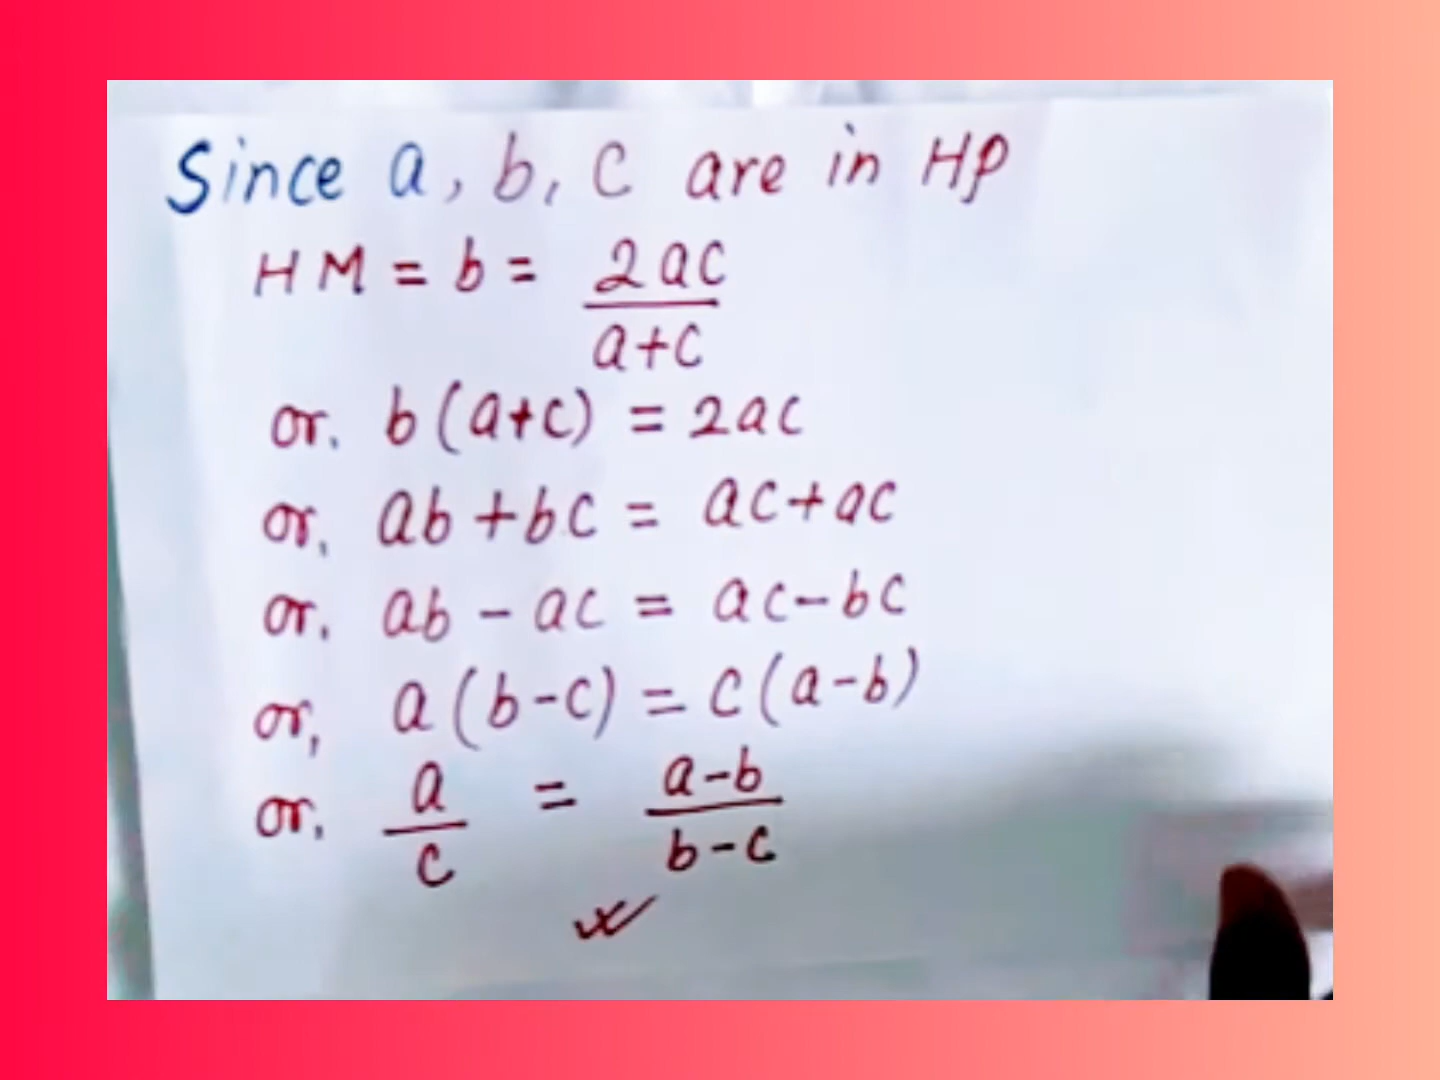 Since a, b, c are in HP
HM = b = 2ac / a+c
or. b(a+c) = 2ac
or, ab+bc = ac+ac
or. ab - ac = ac-bc
or, a(b-c) = c(a-b)
or, a/c = a-b / b-c